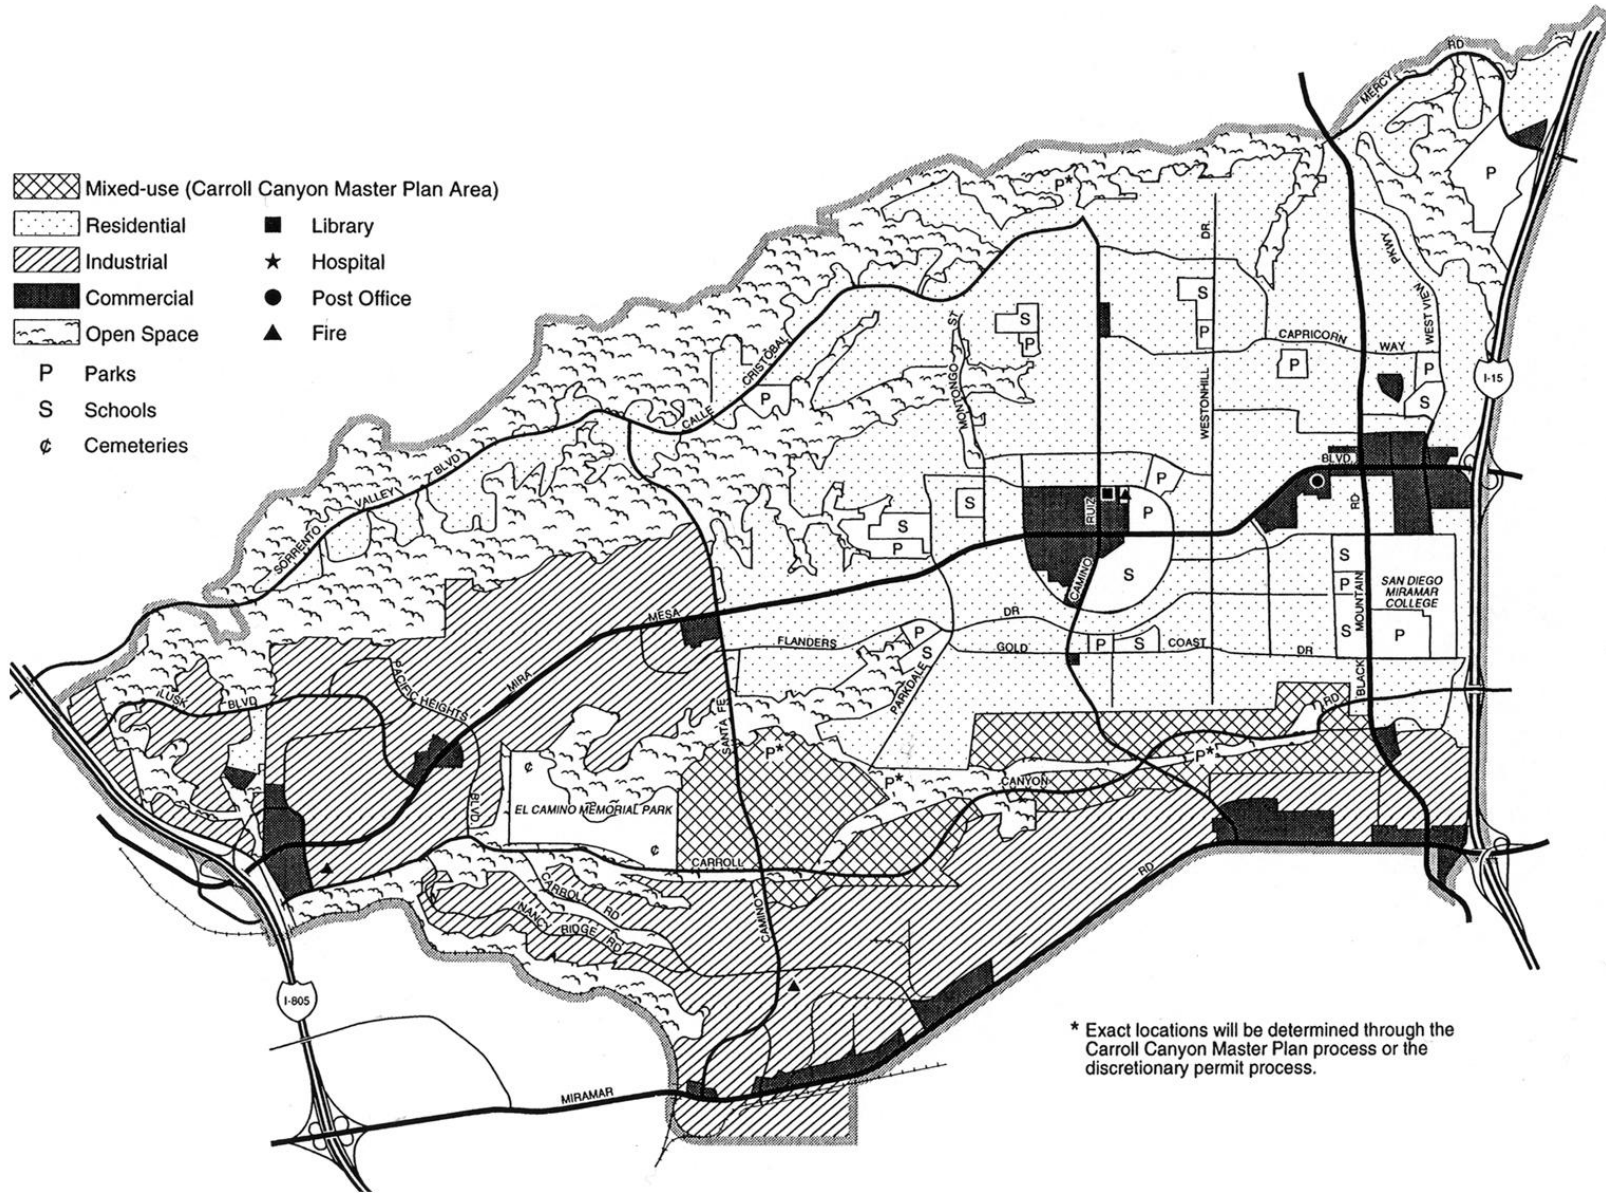 Mixed-use (Carroll Canyon Master Plan Area)
Residential
Library
Industrial
Hospital
Commercial
Post Office
Open Space
Fire
P Parks
S Schools
¢ Cemeteries
MERCY RD
P
P*
DR.
PKWY
WEST VIEW
S
P
S
P
CAPRICORN WAY
P
P
S
I-15
MONTONGO ST
WESTONHILL
CALLE CRISTOBAL
P
SORRENTO VALLEY BLVD
BLVD.
P
S
RUIZ
P
RD
S
P
S
CAMINO
S
P
S
MOUNTAIN
SAN DIEGO
MIRAMAR
COLLEGE
P
MESA
FLANDERS
DR
P
S
GOLD
P
S
COAST
DR
BLACK
MIRA
PACIFIC HEIGHTS
BLVD.
LUSK BLVD
PARKDALE
SANTA FE
RD
P*
P*
P*
CANYON
¢
EL CAMINO MEMORIAL PARK
¢
CARROLL
CARROLL RD
NANCY RIDGE RD
CAMINO
RD
I-805
MIRAMAR
* Exact locations will be determined through the
Carroll Canyon Master Plan process or the
discretionary permit process.